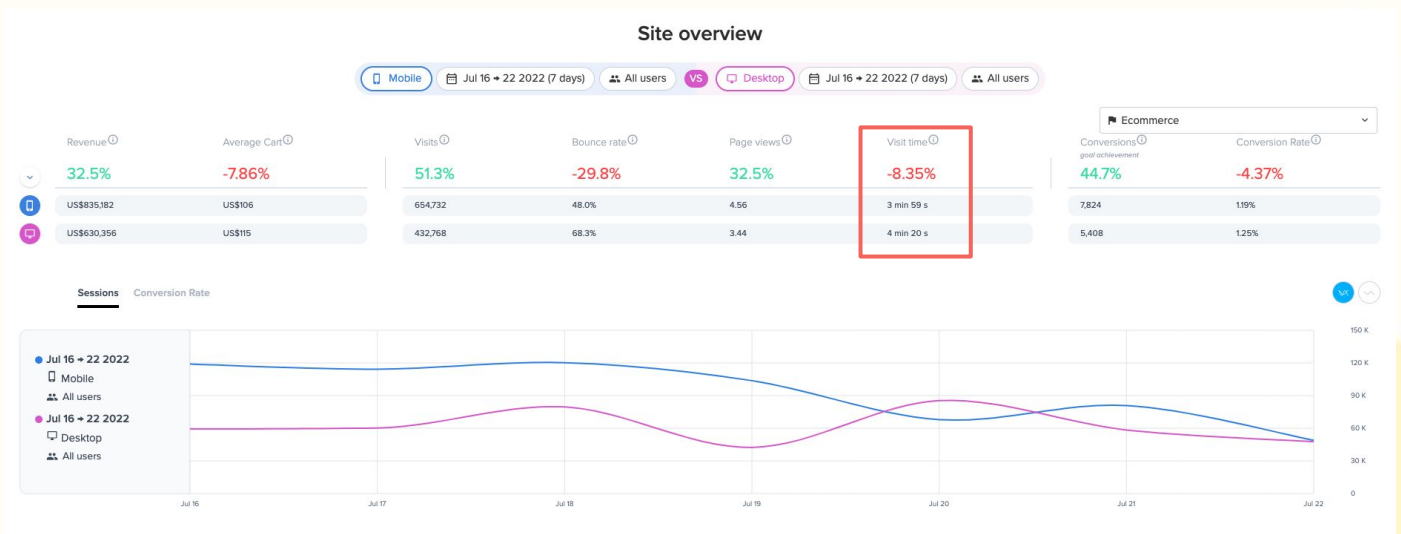 Site overview
Mobile Jul 16 → 22 2022 (7 days) All users VS Desktop Jul 16 → 22 2022 (7 days) All users
Ecommerce
Revenue Average Cart Visits Bounce rate Page views Visit time Conversions Conversion Rate
goal achievement
32.5% -7.86% 51.3% -29.8% 32.5% -8.35% 44.7% -4.37%
US$835,182 US$106 654,732 48.0% 4.56 3 min 59 s 7,824 1.19%
US$630,356 US$115 432,768 68.3% 3.44 4 min 20 s 5,408 1.25%
Sessions Conversion Rate
Jul 16 → 22 2022
Mobile
All users
Jul 16 → 22 2022
Desktop
All users
150 K
120 K
90 K
60 K
30 K
0
Jul 16 Jul 17 Jul 18 Jul 19 Jul 20 Jul 21 Jul 22